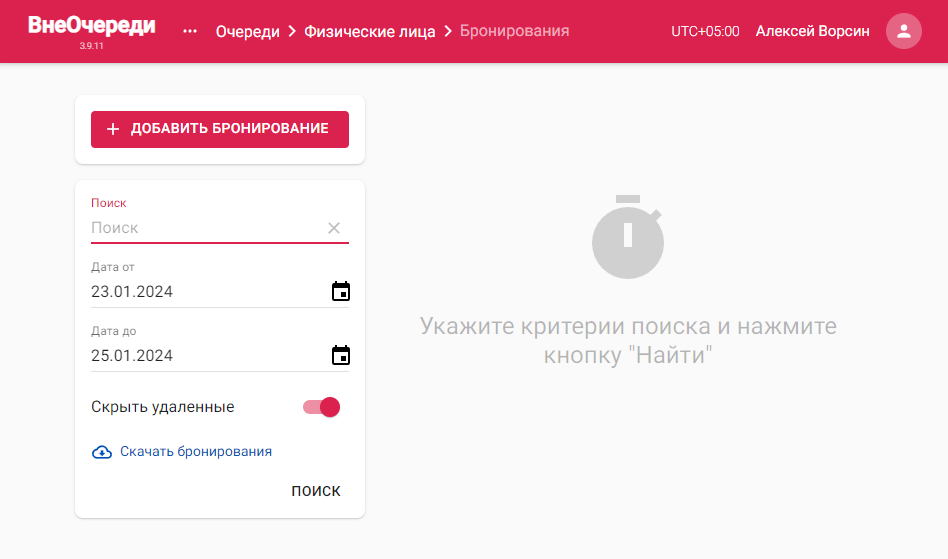 ВнеОчереди
3.9.11
··· Очереди > Физические лица > Бронирования
UTC+05:00 Алексей Ворсин
+ ДОБАВИТЬ БРОНИРОВАНИЕ
Поиск
Поиск
Дата от
23.01.2024
Дата до
25.01.2024
Скрыть удаленные
Скачать бронирования
ПОИСК
Укажите критерии поиска и нажмите
кнопку "Найти"